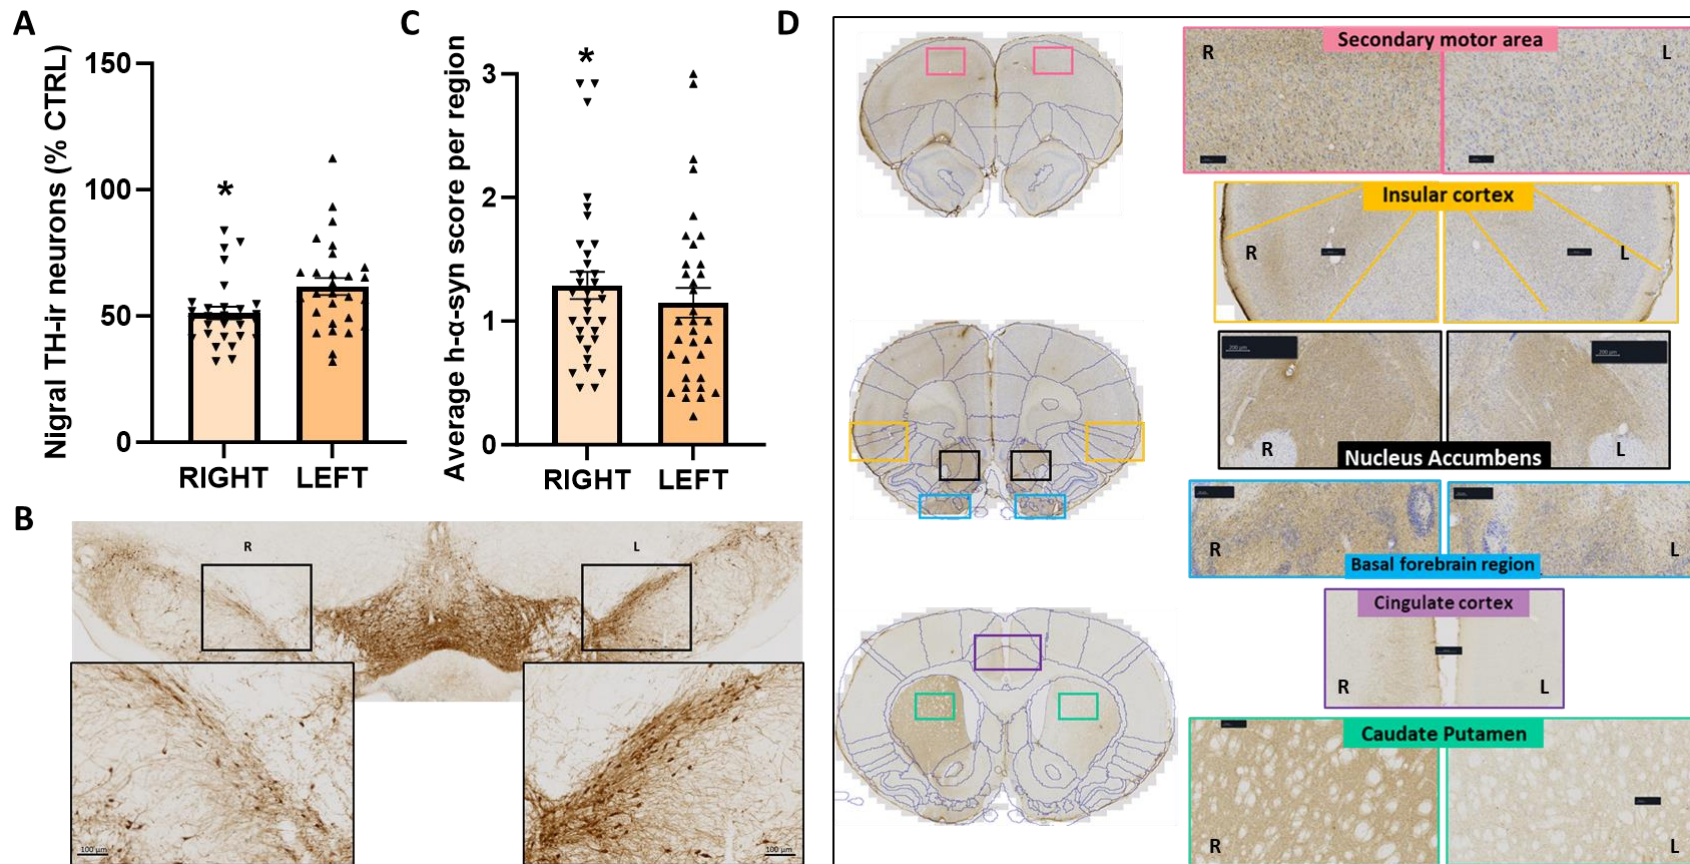 A
Nigral TH-ir neurons (% CTRL)
150
100
50
0
*
RIGHT
LEFT
C
Average h-α-syn score per region
3
2
1
0
*
RIGHT
LEFT
B
R
L
100 µm
100 µm
D
Secondary motor area
R
L
Insular cortex
R
L
200 µm
200 µm
R
L
Nucleus Accumbens
R
L
Basal forebrain region
Cingulate cortex
R
L
Caudate Putamen
R
L